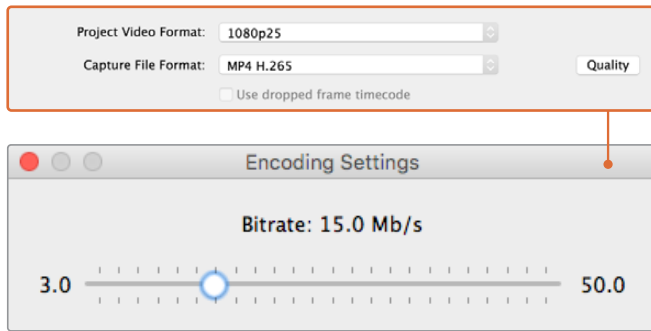 Project Video Format: 1080p25
Capture File Format: MP4 H.265 Quality
Use dropped frame timecode
Encoding Settings
Bitrate: 15.0 Mb/s
3.0 50.0